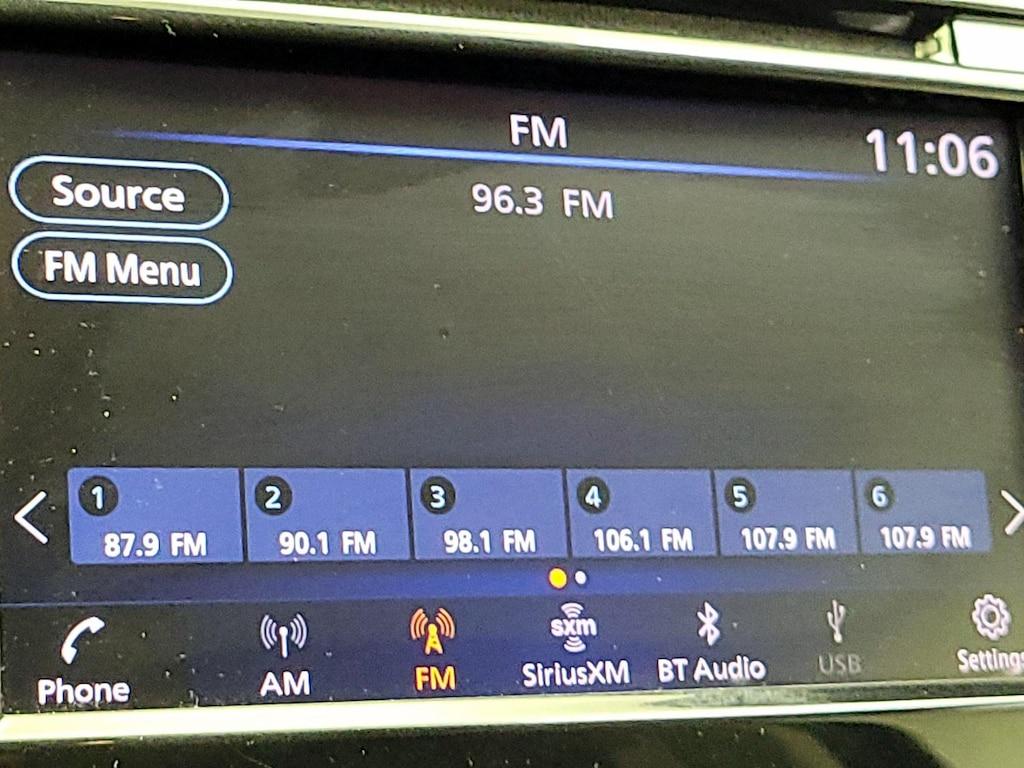 FM
11:06
Source
96.3 FM
FM Menu
1 2 3 4 5 6
87.9 FM 90.1 FM 98.1 FM 106.1 FM 107.9 FM 107.9 FM
sxm
Phone AM FM SiriusXM BT Audio USB Settings